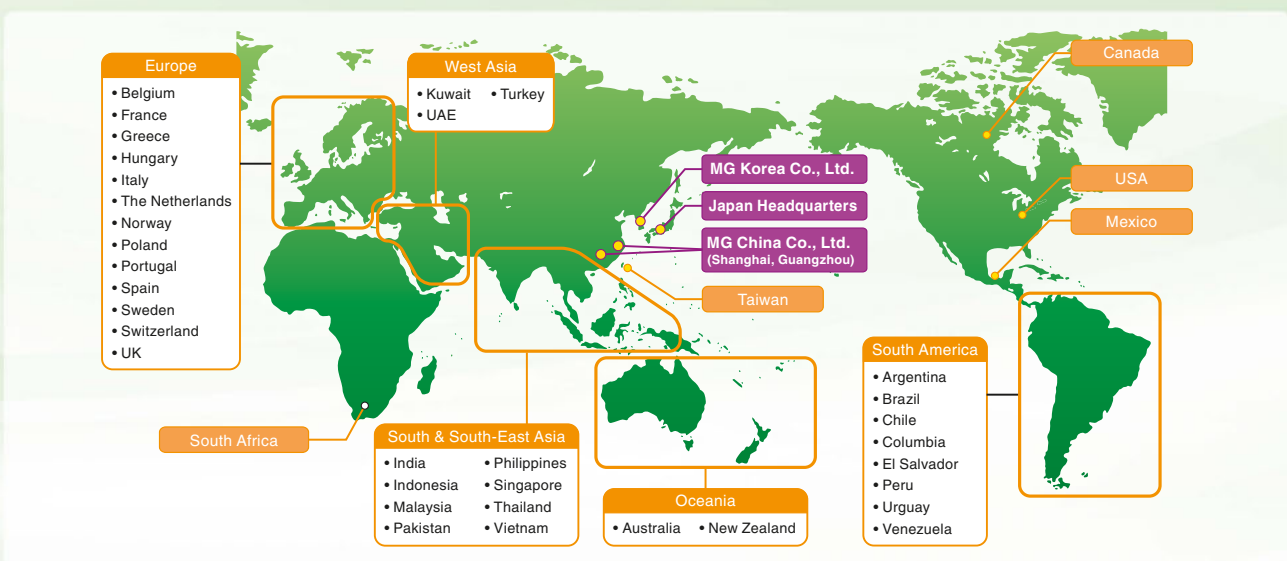 Europe
• Belgium
• France
• Greece
• Hungary
• Italy
• The Netherlands
• Norway
• Poland
• Portugal
• Spain
• Sweden
• Switzerland
• UK
West Asia
• Kuwait • Turkey
• UAE
MG Korea Co., Ltd.
Japan Headquarters
MG China Co., Ltd.
(Shanghai, Guangzhou)
Taiwan
Canada
USA
Mexico
South Africa
South & South-East Asia
• India • Philippines
• Indonesia • Singapore
• Malaysia • Thailand
• Pakistan • Vietnam
Oceania
• Australia • New Zealand
South America
• Argentina
• Brazil
• Chile
• Columbia
• El Salvador
• Peru
• Urguay
• Venezuela